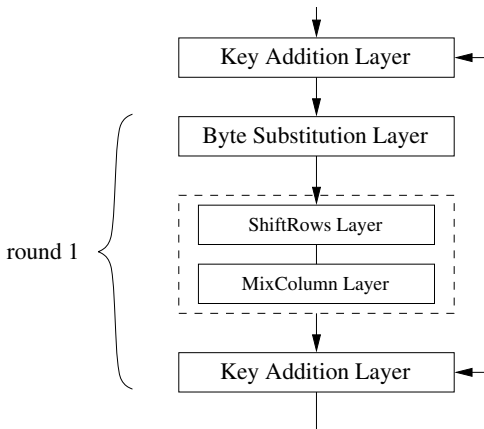 Key Addition Layer
Byte Substitution Layer
ShiftRows Layer
round 1
MixColumn Layer
Key Addition Layer